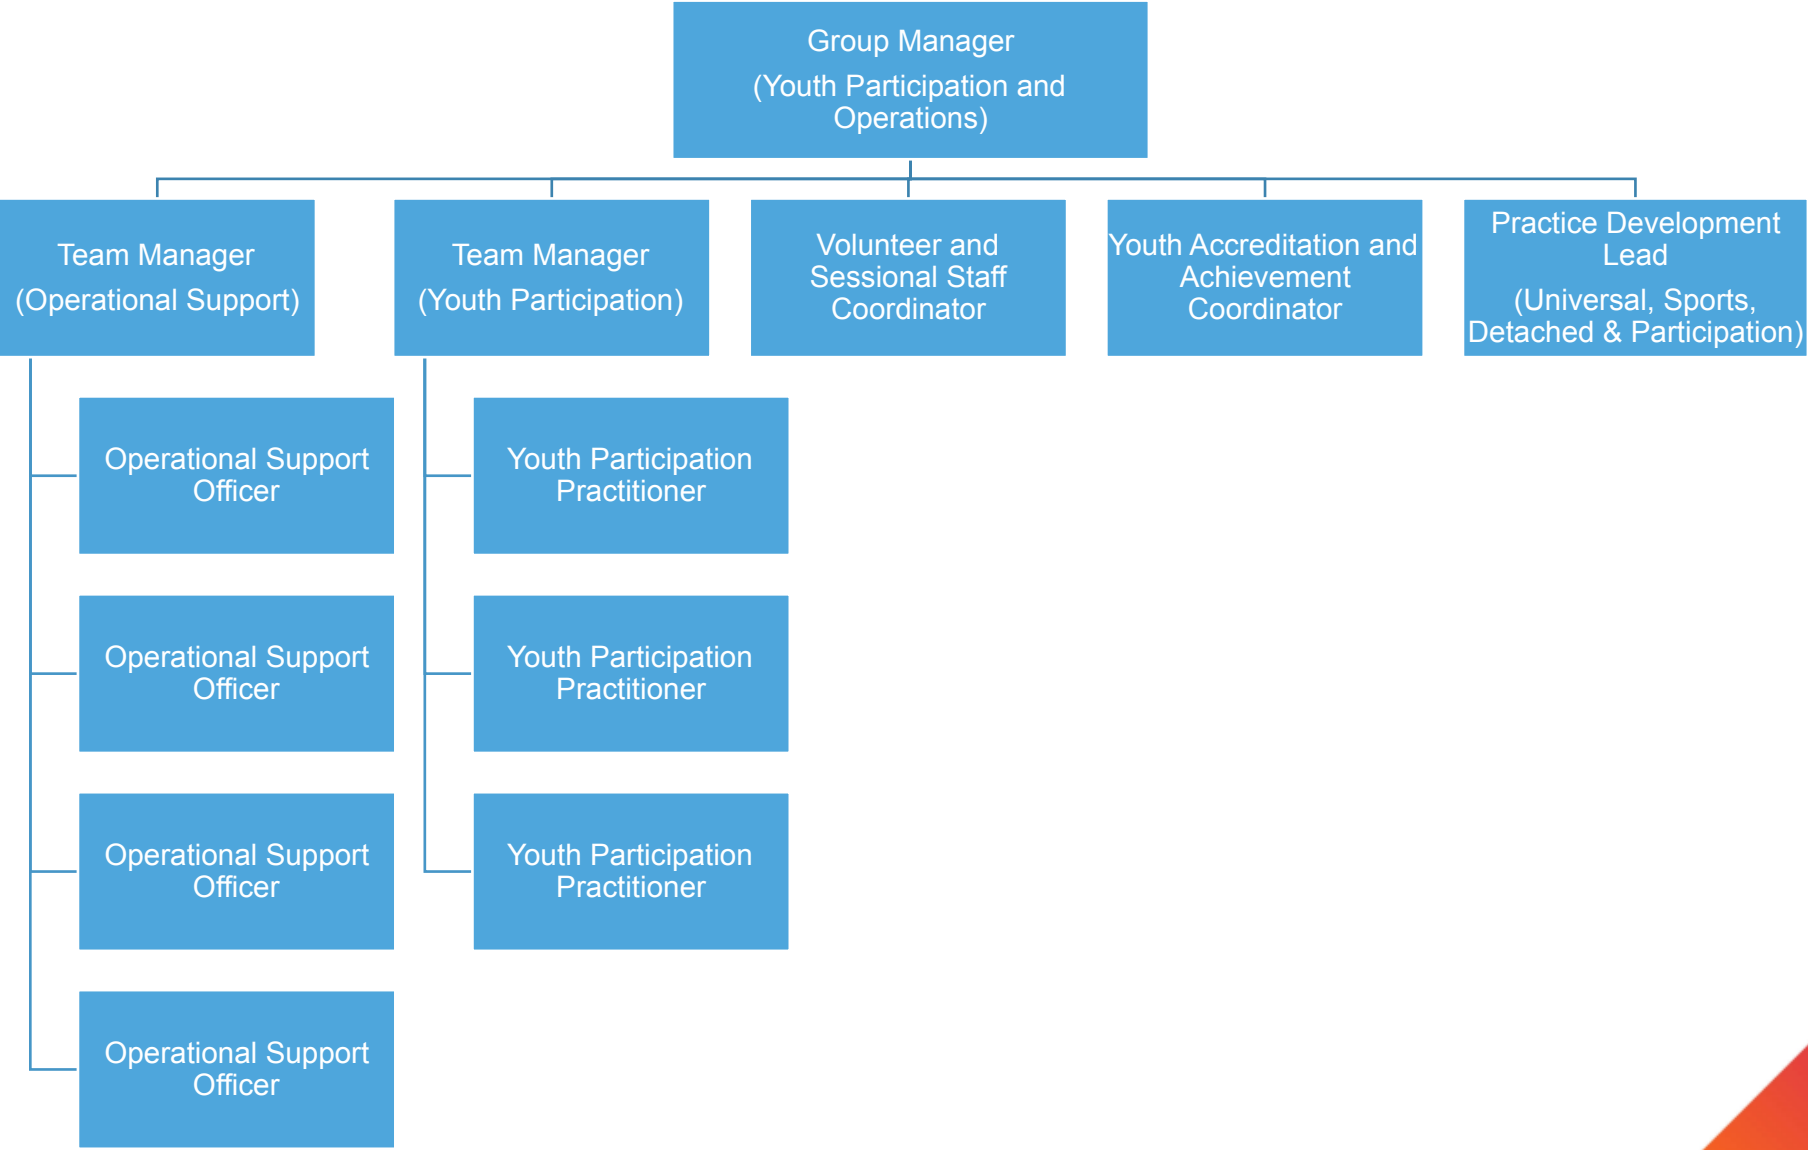 Group Manager
(Youth Participation and
Operations)
Team Manager
(Operational Support)
Team Manager
(Youth Participation)
Volunteer and
Sessional Staff
Coordinator
Youth Accreditation and
Achievement
Coordinator
Practice Development
Lead
(Universal, Sports,
Detached & Participation)
Operational Support
Officer
Operational Support
Officer
Operational Support
Officer
Operational Support
Officer
Youth Participation
Practitioner
Youth Participation
Practitioner
Youth Participation
Practitioner